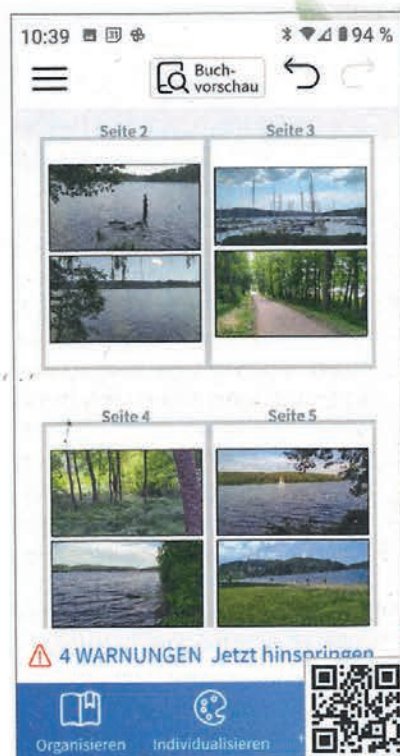 10:39 31 94 %
Buch-
vorschau
Seite 2 Seite 3
Seite 4 Seite 5
4 WARNUNGEN Jetzt hinspringen
Organisieren Individualisieren